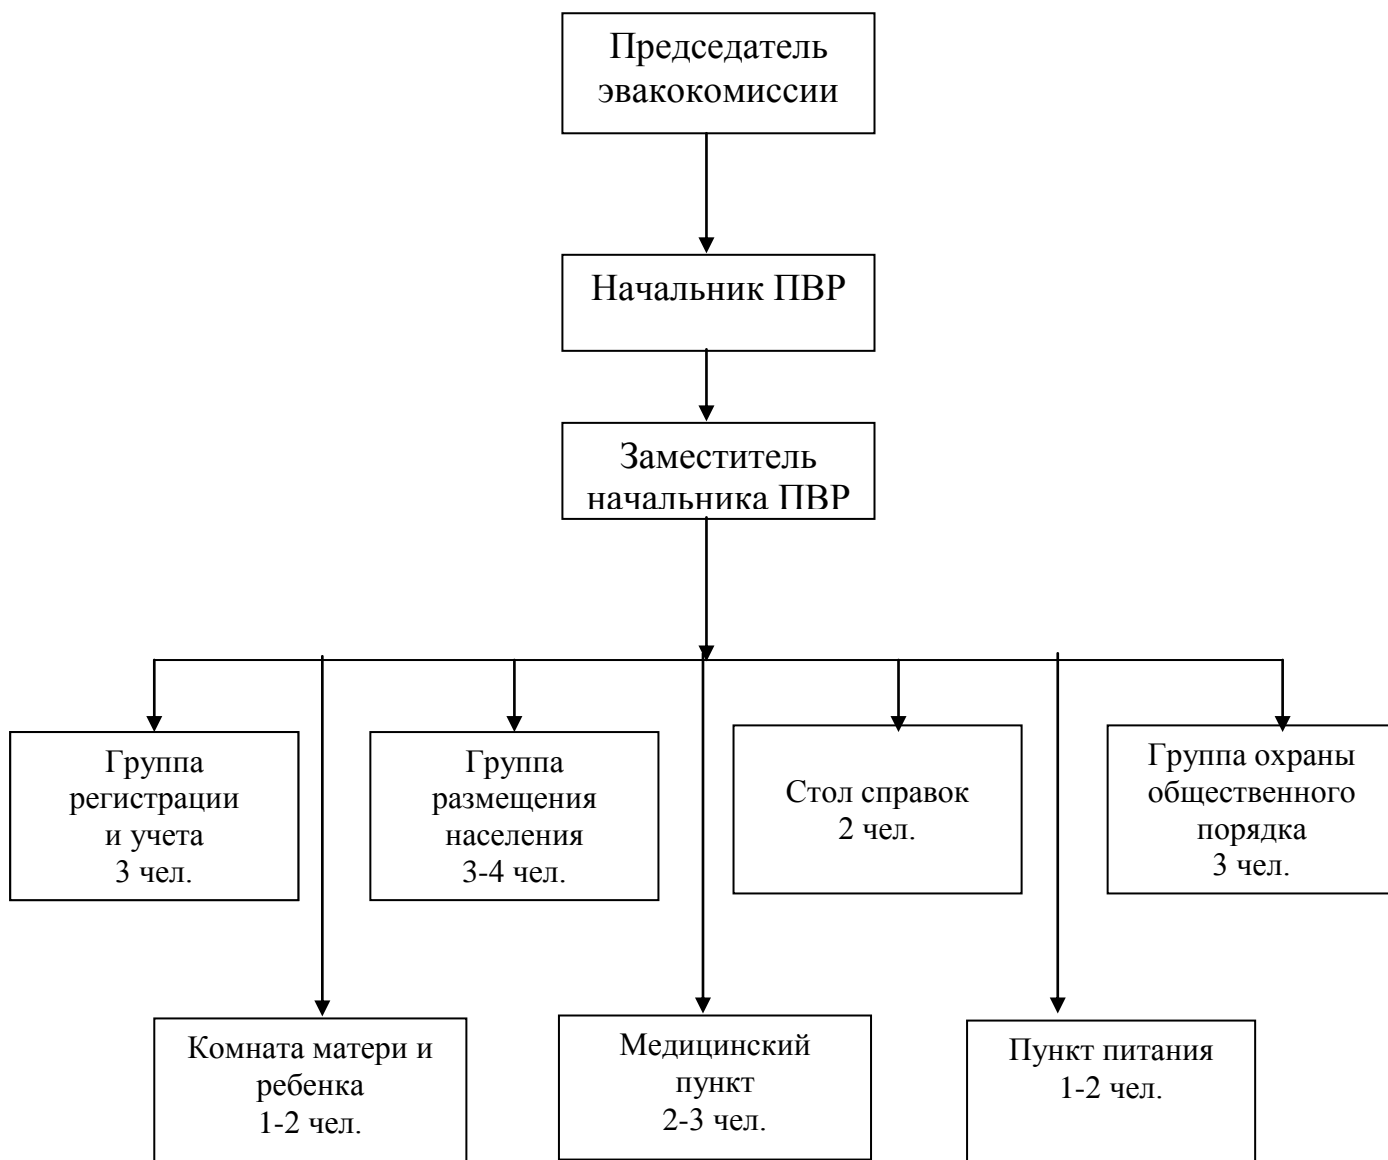 Председатель
эвакокомиссии
Начальник ПВР
Заместитель
начальника ПВР
Группа
регистрации
и учета
3 чел.
Группа
размещения
населения
3-4 чел.
Стол справок
2 чел.
Группа охраны
общественного
порядка
3 чел.
Комната матери и
ребенка
1-2 чел.
Медицинский
пункт
2-3 чел.
Пункт питания
1-2 чел.